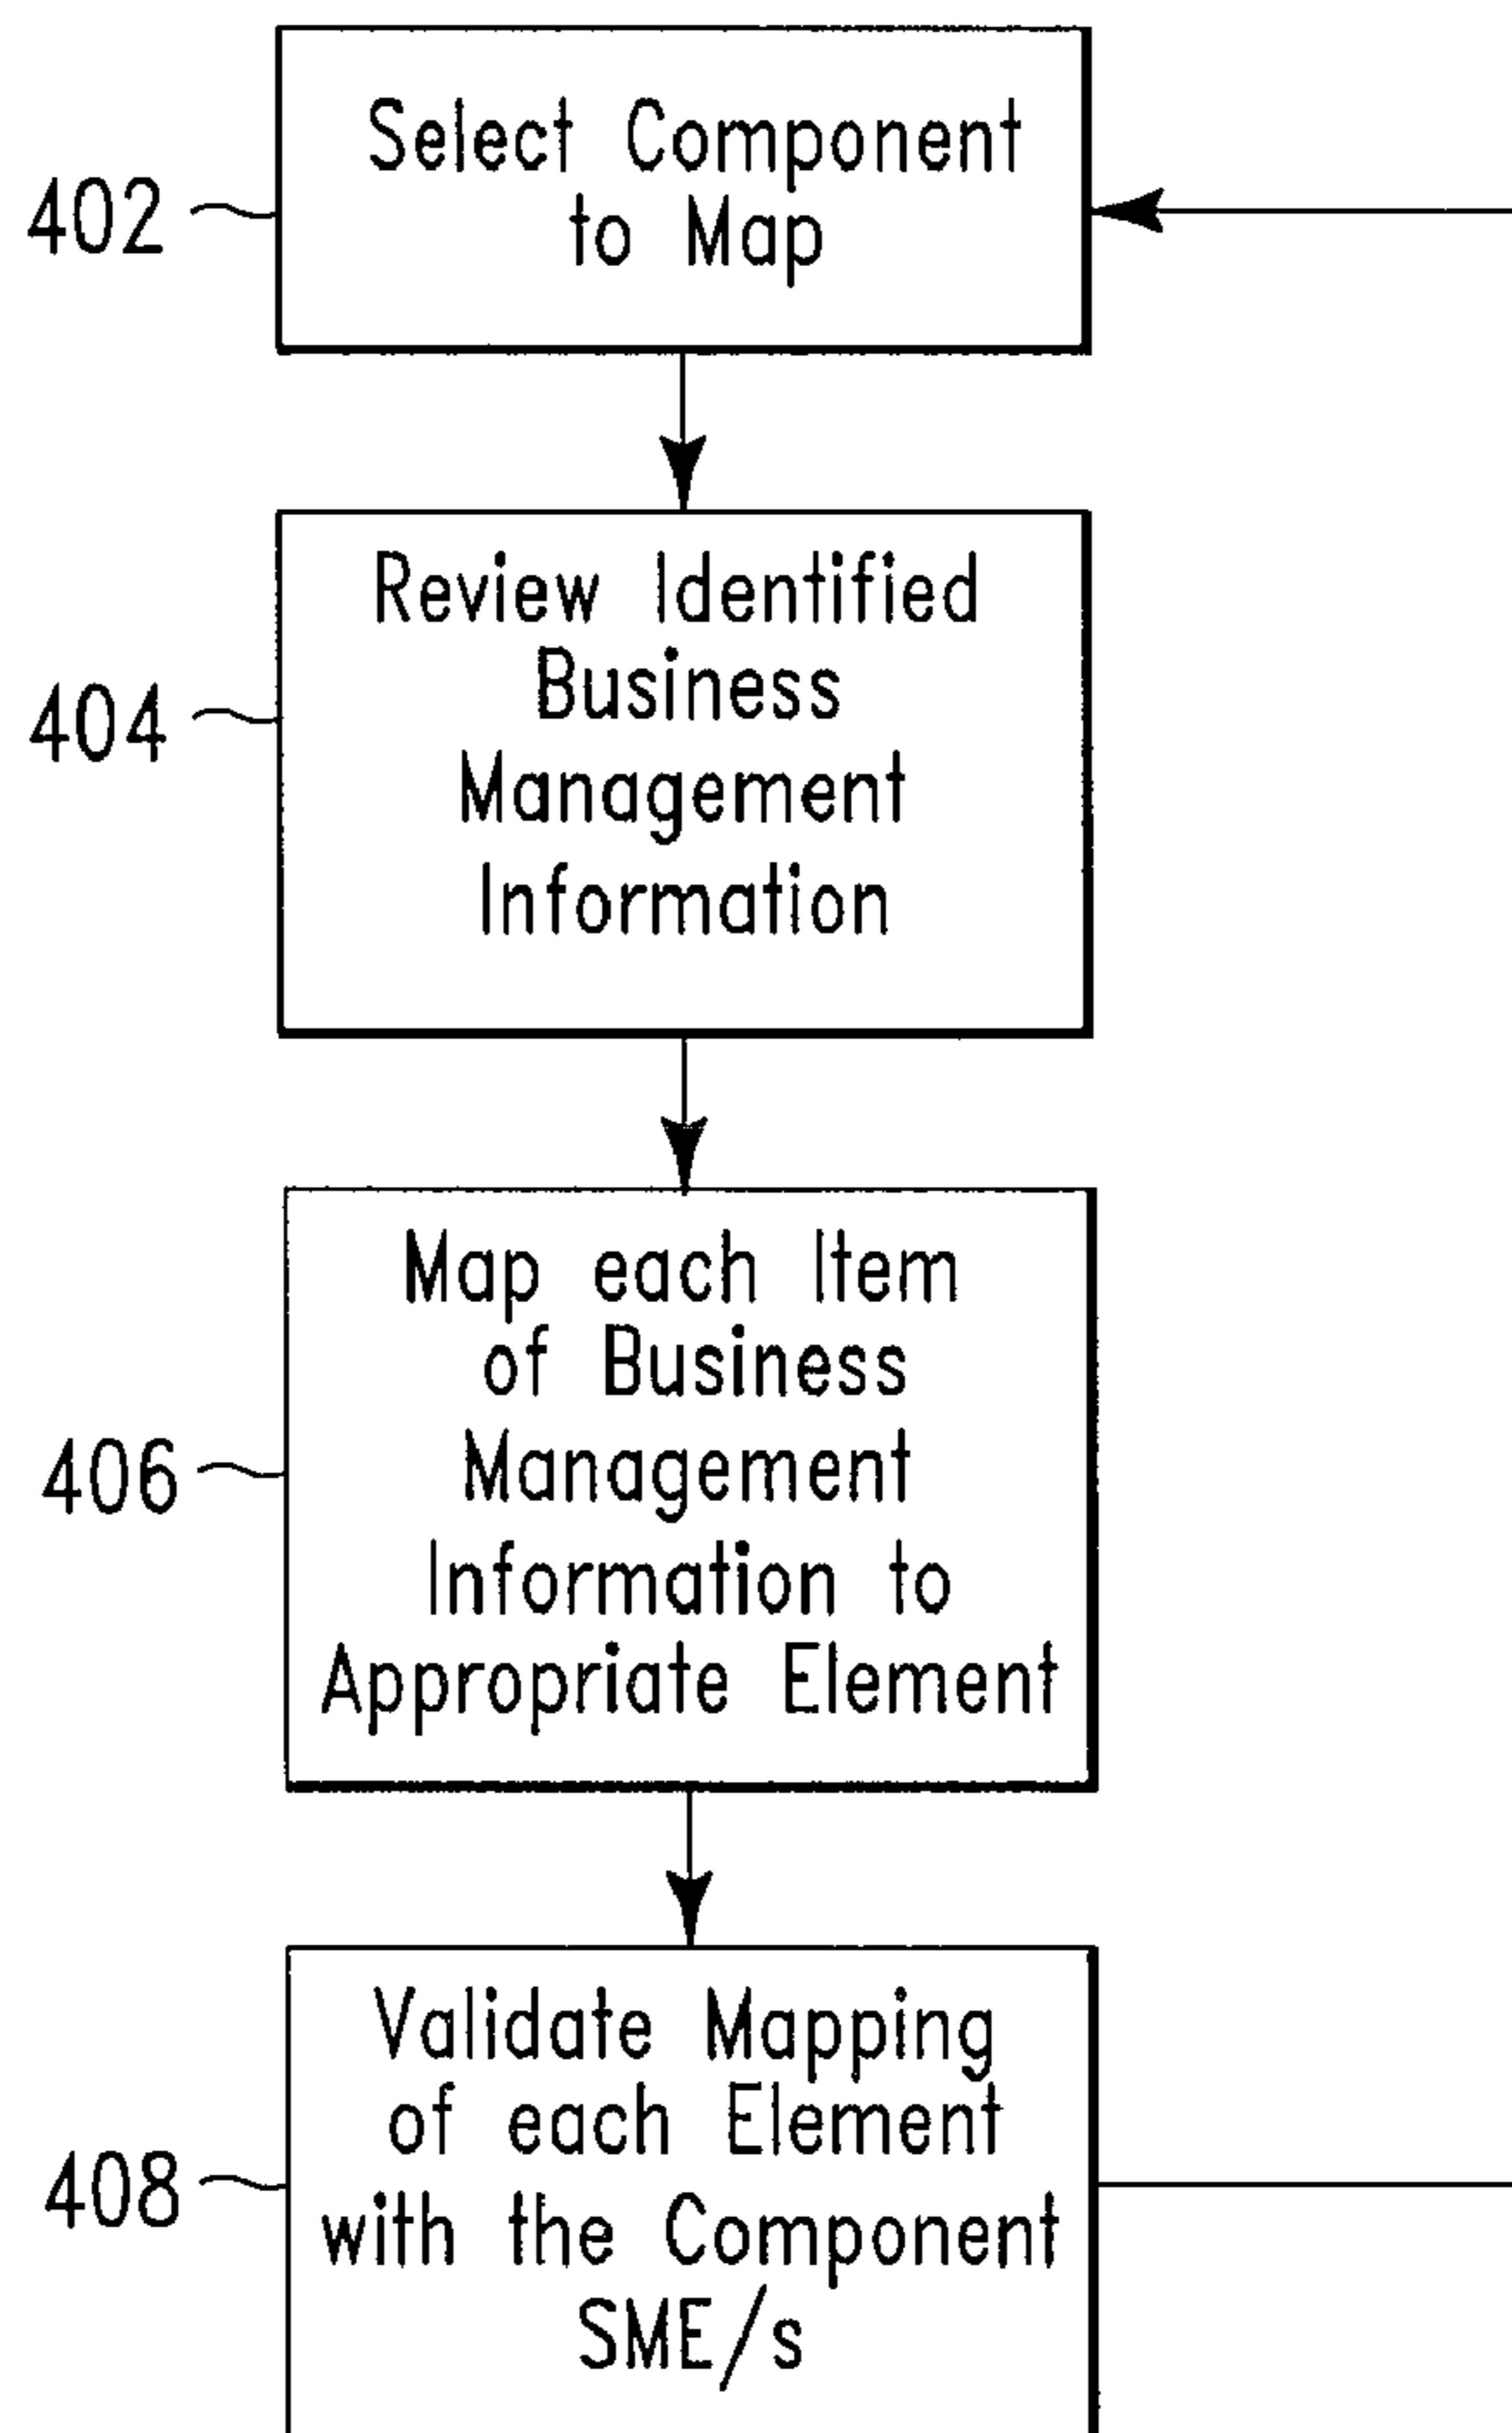 Select Component
to Map
402
Review Identified
Business
Management
Information
404
Map each Item
of Business
Management
Information to
Appropriate Element
406
Validate Mapping
of each Element
with the Component
SME/s
408